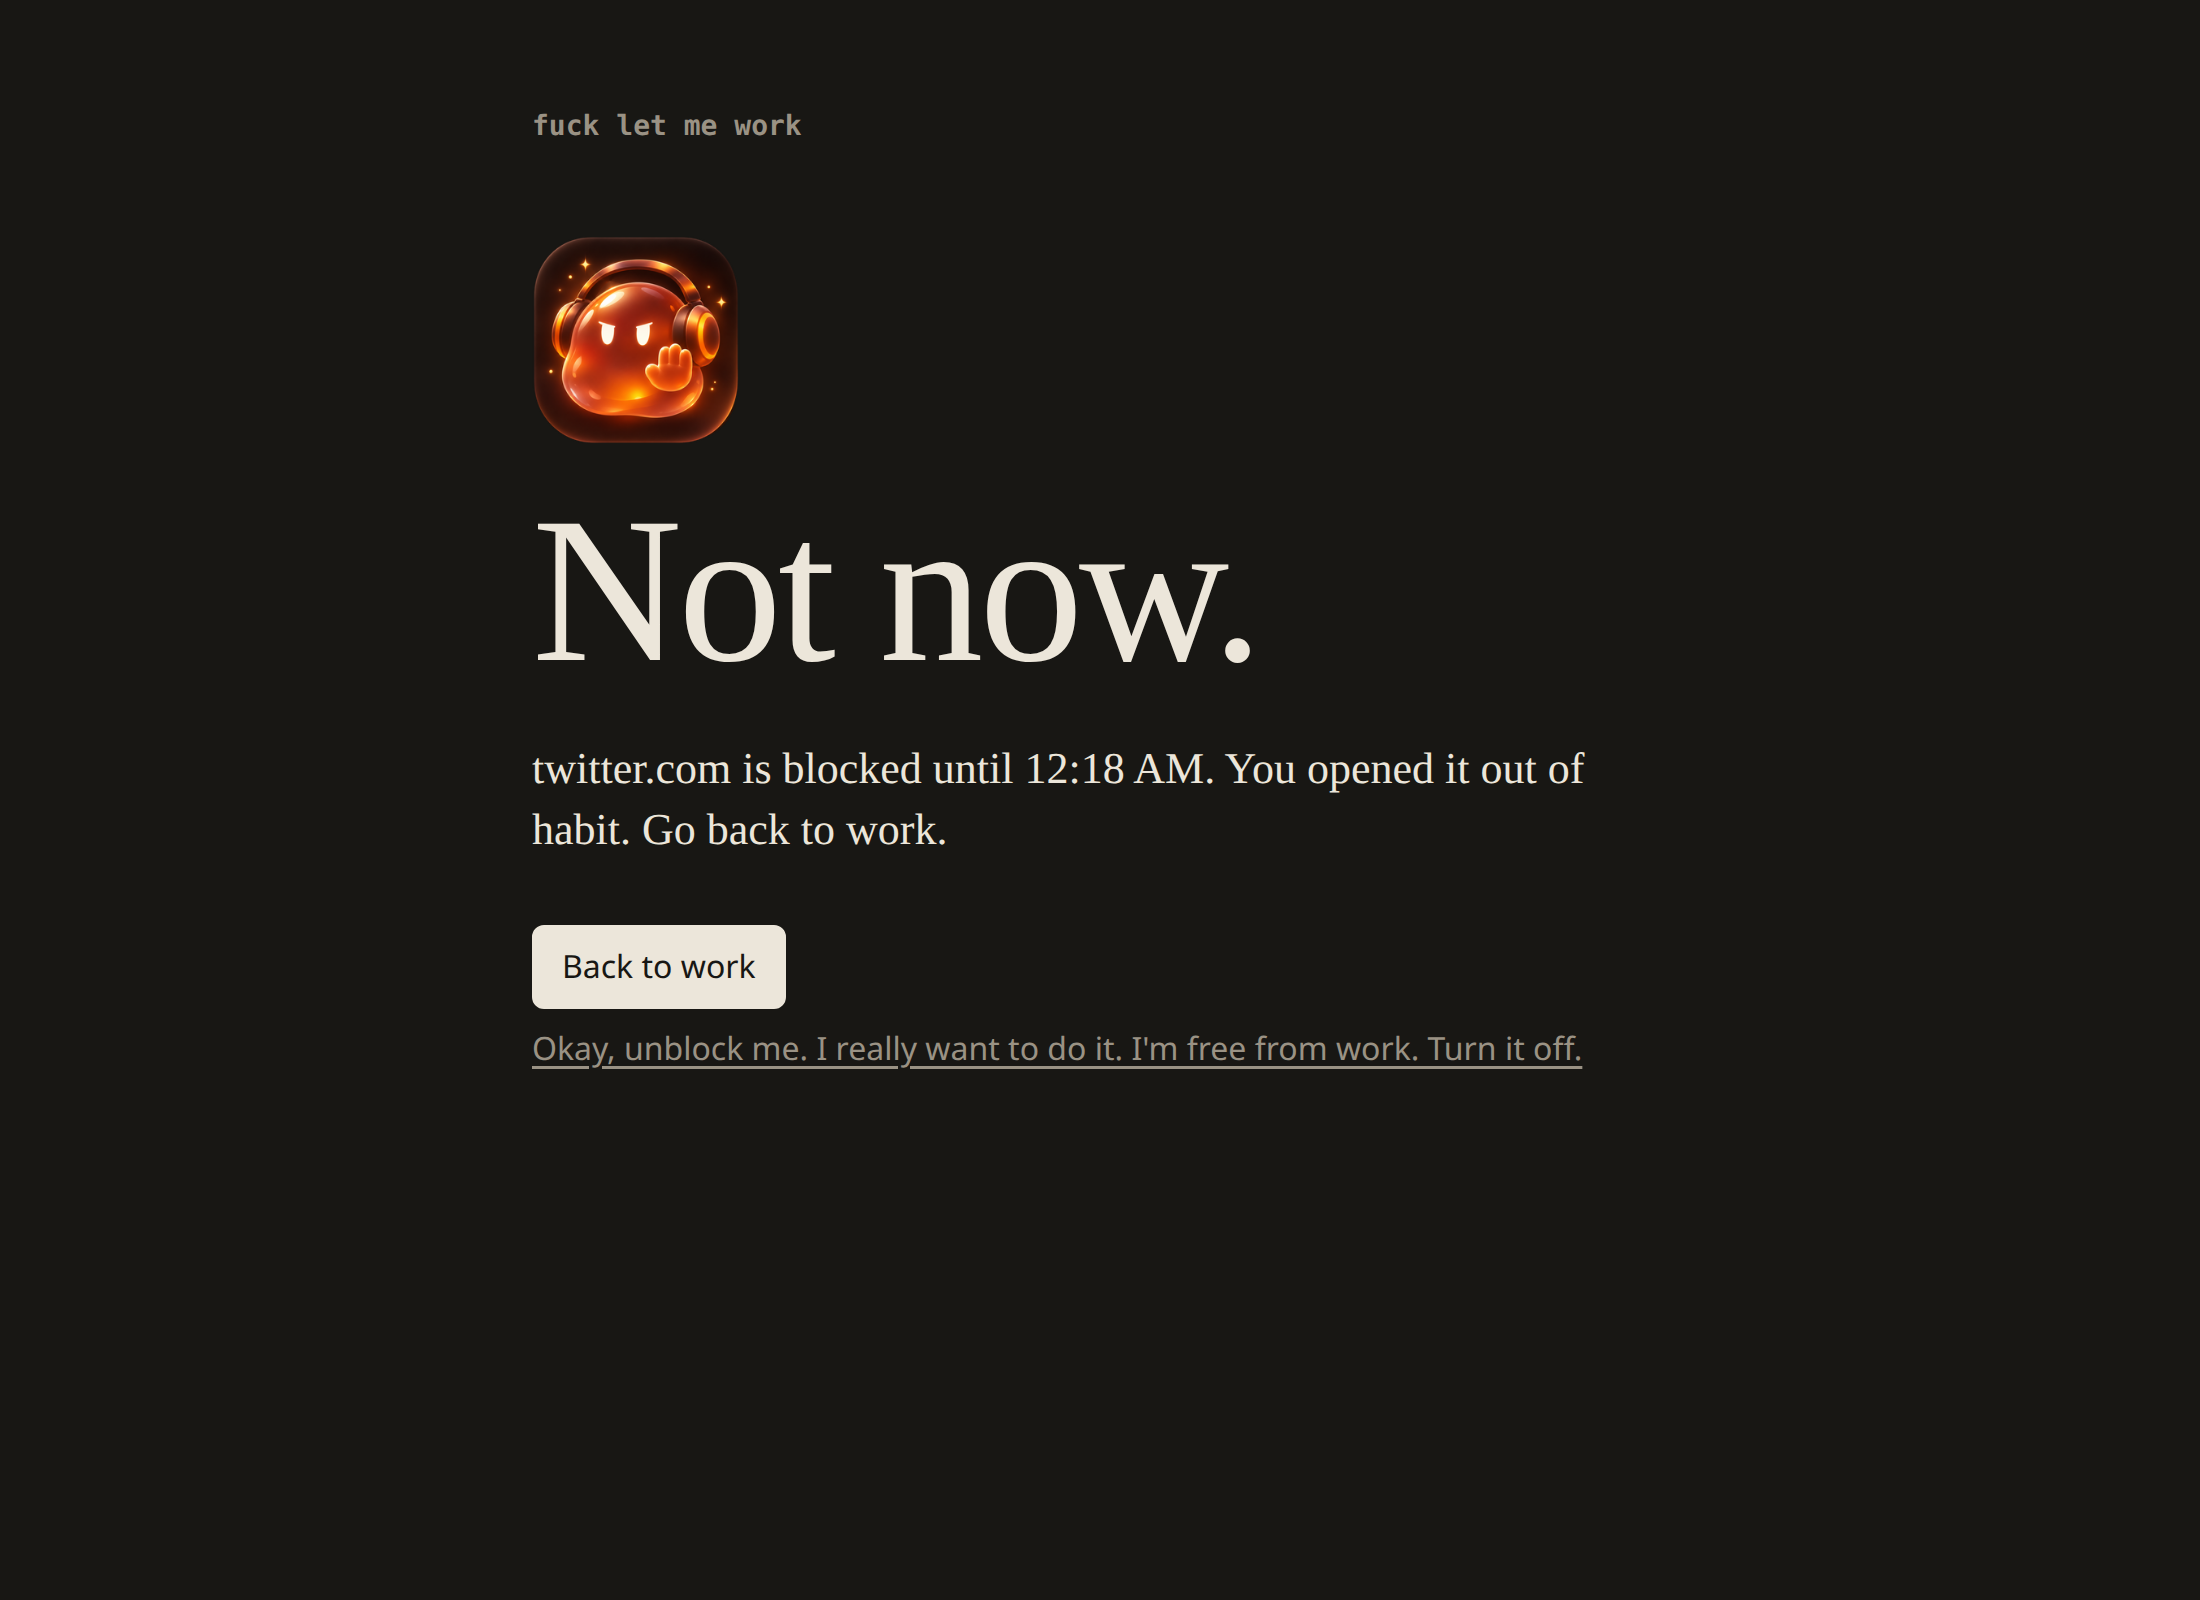 fuck let me work
Not now.
twitter.com is blocked until 12:18 AM. You opened it out of
habit. Go back to work.
Back to work
Okay, unblock me. I really want to do it. I'm free from work. Turn it off.